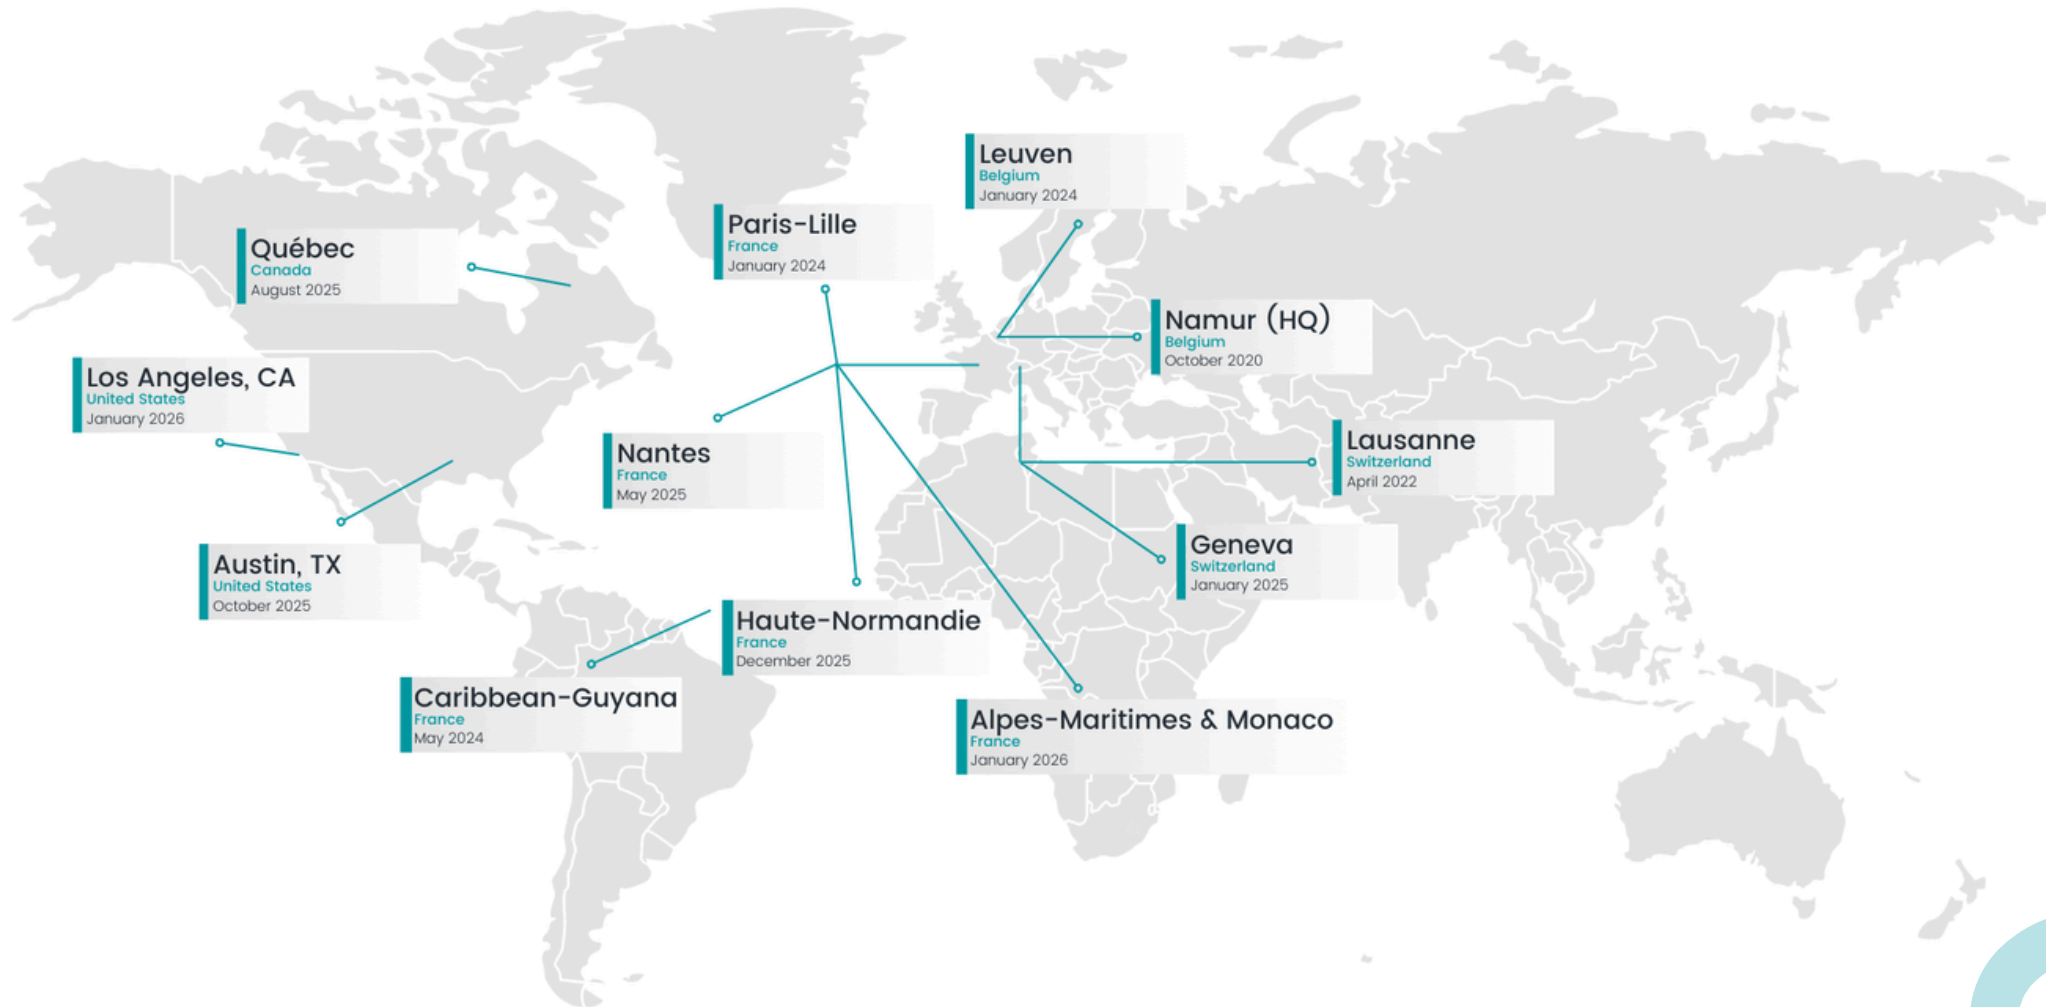 Leuven
Belgium
January 2024
Paris-Lille
France
January 2024
Québec
Canada
August 2025
Namur (HQ)
Belgium
October 2020
Los Angeles, CA
United States
January 2026
Lausanne
Switzerland
April 2022
Nantes
France
May 2025
Geneva
Switzerland
January 2025
Austin, TX
United States
October 2025
Haute-Normandie
France
December 2025
Caribbean-Guyana
France
May 2024
Alpes-Maritimes & Monaco
France
January 2026